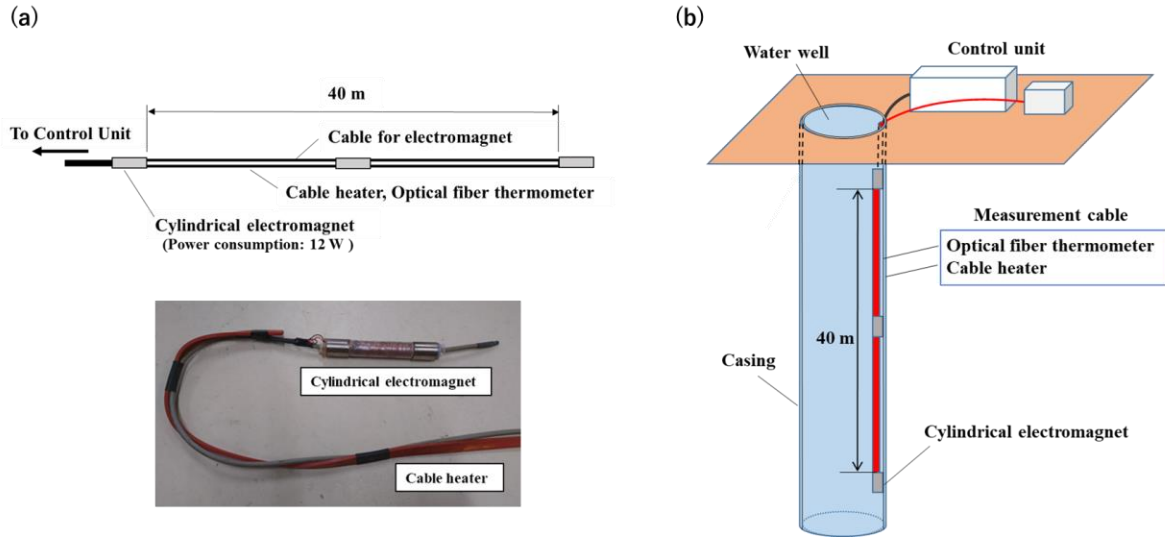 (a)
40 m
To Control Unit
Cable for electromagnet
Cable heater, Optical fiber thermometer
Cylindrical electromagnet
(Power consumption: 12 W )
Cylindrical electromagnet
Cable heater
(b)
Water well
Control unit
Measurement cable
Optical fiber thermometer
Cable heater
40 m
Casing
Cylindrical electromagnet